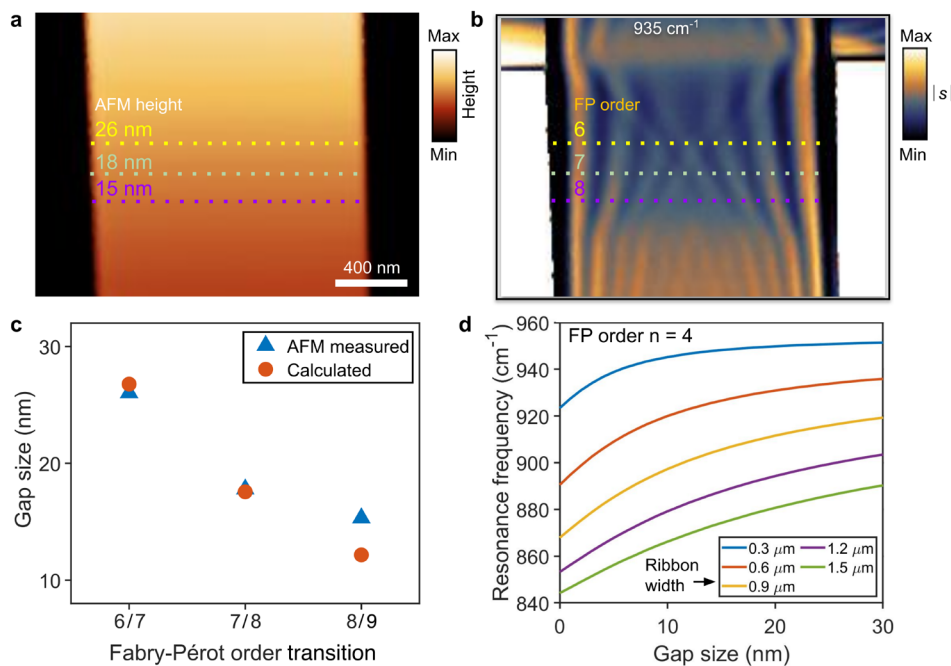 a
Max
Height
Min
AFM height
26 nm
18 nm
15 nm
400 nm
b
935 cm⁻¹
Max
|s|
Min
FP order
6
7
8
c
30
20
10
Gap size (nm)
AFM measured
Calculated
6/7
7/8
8/9
Fabry-Pérot order transition
d
960
940
920
900
880
860
840
Resonance frequency (cm⁻¹)
FP order n = 4
Ribbon
width
0.3 μm
0.6 μm
0.9 μm
1.2 μm
1.5 μm
0
10
20
30
Gap size (nm)